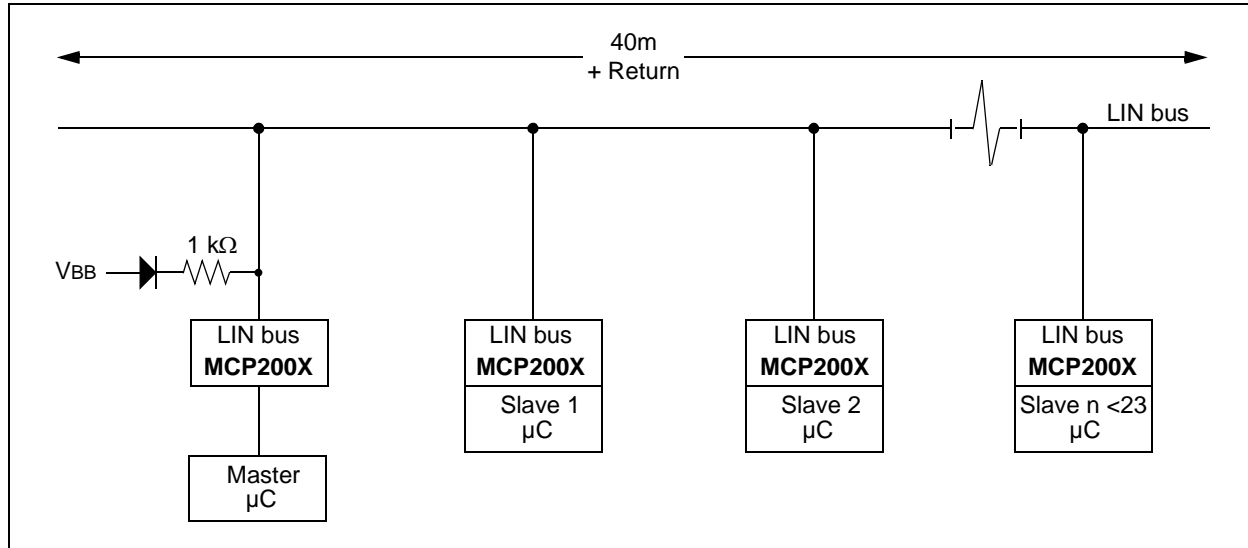 40m
+ Return
LIN bus
1 kΩ
VBB
LIN bus
MCP200X
Master
µC
LIN bus
MCP200X
Slave 1
µC
LIN bus
MCP200X
Slave 2
µC
LIN bus
MCP200X
Slave n <23
µC